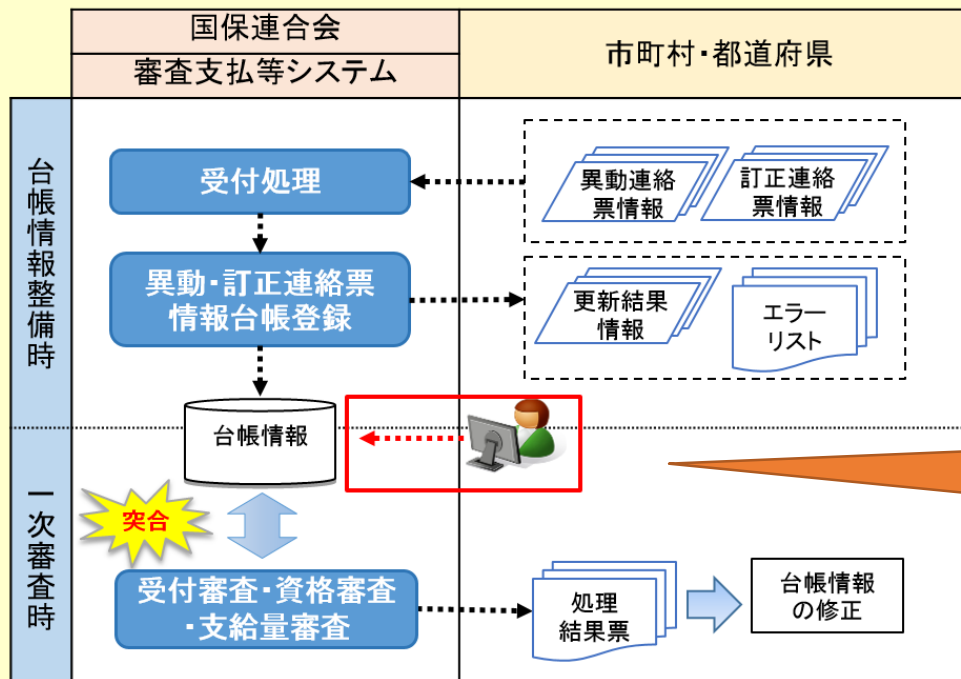 国保連合会
審査支払等システム
市町村・都道府県
台帳情報整備時
受付処理
異動連絡
票情報
訂正連絡
票情報
異動・訂正連絡票
情報台帳登録
更新結果
情報
エラー
リスト
台帳情報
一次審査時
突合
受付審査・資格審査
・支給量審査
処理
結果票
台帳情報
の修正